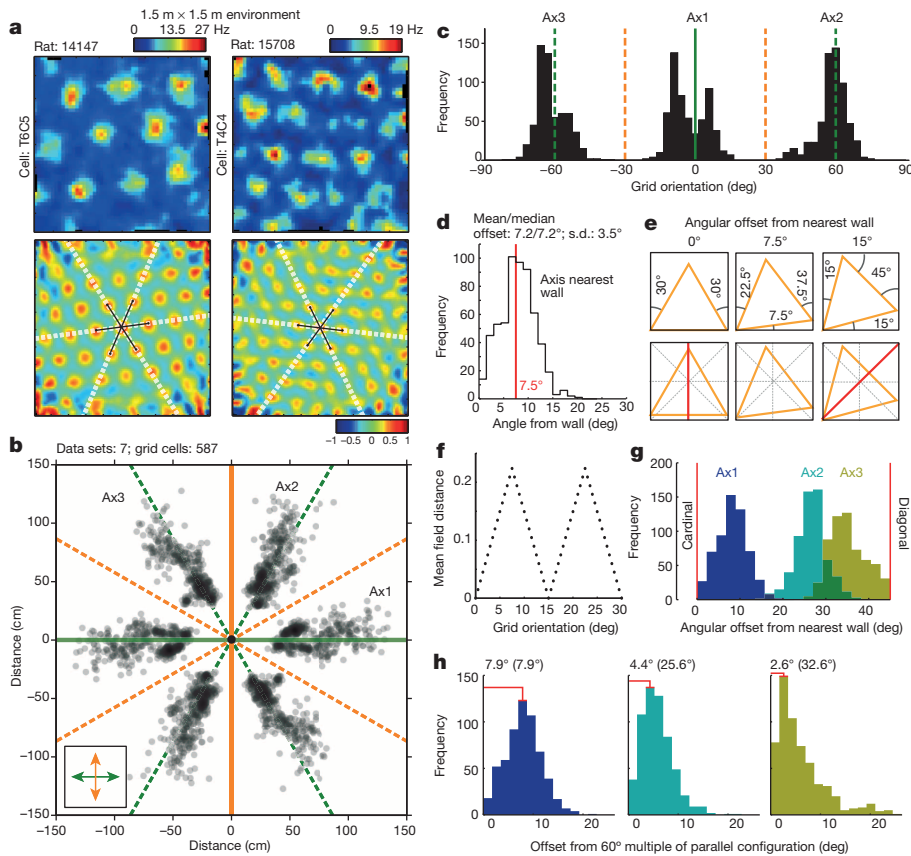 a
1.5 m × 1.5 m environment
0 13.5 27 Hz
0 9.5 19 Hz
Rat: 14147
Rat: 15708
Cell: T6C5
Cell: T4C4
−1 −0.5 0 0.5 1
b
Data sets: 7; grid cells: 587
Ax3
Ax2
Ax1
150
100
50
0
−50
−100
−150
Distance (cm)
−150 −100 −50 0 50 100 150
Distance (cm)
c
Ax3 Ax1 Ax2
150
100
50
0
Frequency
−90 −60 −30 0 30 60 90
Grid orientation (deg)
d
Mean/median
offset: 7.2/7.2°; s.d.: 3.5°
Axis nearest
wall
7.5°
100
80
60
40
20
0
Frequency
0 5 10 15 20 25 30
Angle from wall (deg)
e
Angular offset from nearest wall
0° 7.5° 15°
30° 30°
22.5° 37.5°
7.5°
15° 45°
15°
f
0.2
0.1
0
Mean field distance
0 5 10 15 20 25 30
Grid orientation (deg)
g
200
150
100
50
0
Frequency
Ax1 Ax2 Ax3
Cardinal
Diagonal
0 10 20 30 40
Angular offset from nearest wall (deg)
h
7.9° (7.9°) 4.4° (25.6°) 2.6° (32.6°)
150
100
50
0
Frequency
0 10 20
0 10 20
0 10 20
Offset from 60° multiple of parallel configuration (deg)